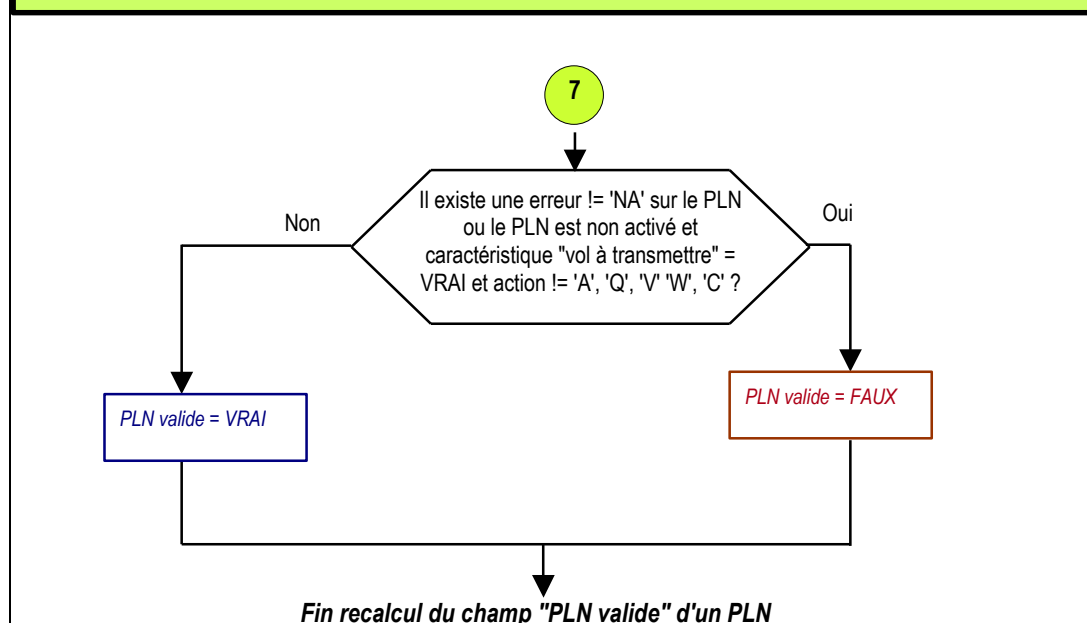 7
Il existe une erreur != 'NA' sur le PLN
ou le PLN est non activé et
caractéristique "vol à transmettre" =
VRAI et action != 'A', 'Q', 'V' 'W', 'C' ?
Non
Oui
PLN valide = VRAI
PLN valide = FAUX
Fin recalcul du champ "PLN valide" d'un PLN